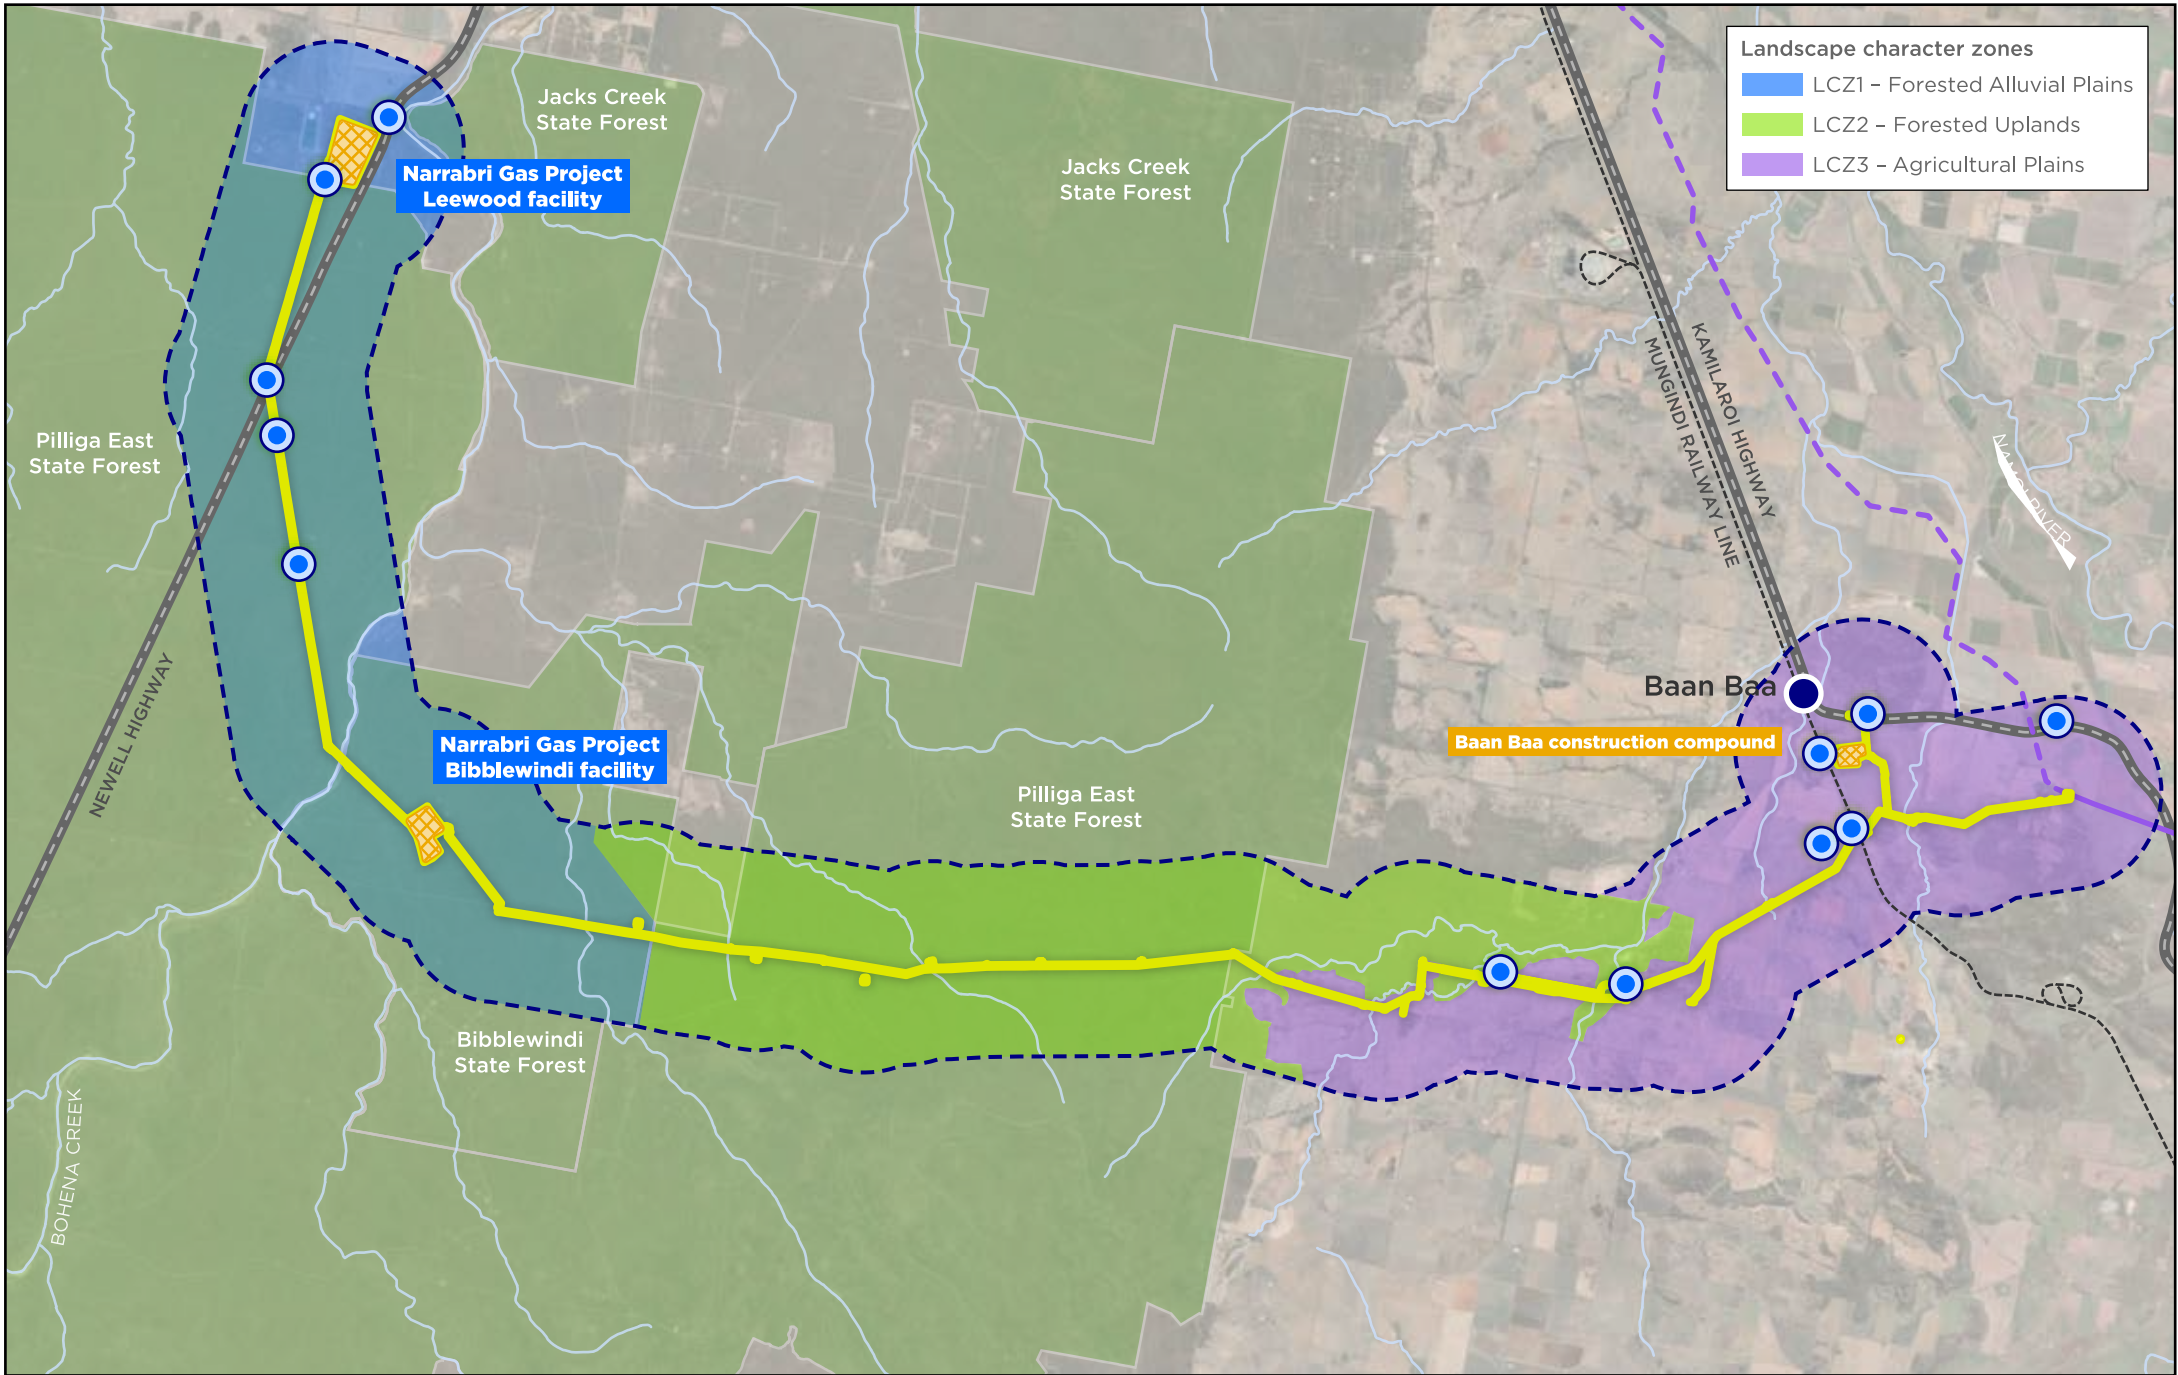 Landscape character zones
LCZ1 – Forested Alluvial Plains
LCZ2 – Forested Uplands
LCZ3 – Agricultural Plains
Jacks Creek
State Forest
Narrabri Gas Project
Leewood facility
Jacks Creek
State Forest
KAMILAROI HIGHWAY
MUNGINDI RAILWAY LINE
NAMOI RIVER
Pilliga East
State Forest
NEWELL HIGHWAY
Baan Baa
Baan Baa construction compound
Narrabri Gas Project
Bibblewindi facility
Pilliga East
State Forest
Bibblewindi
State Forest
BOHENA CREEK